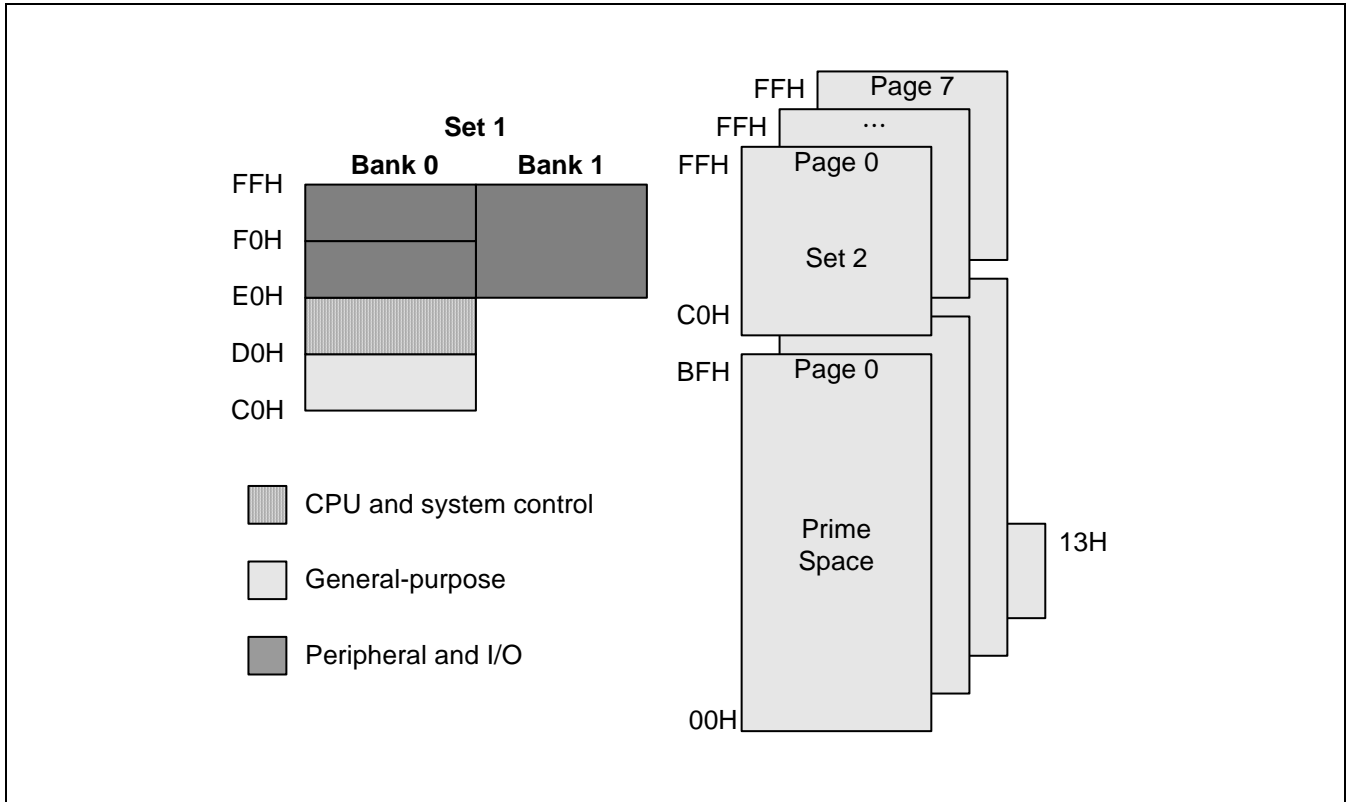 Set 1
Bank 0 Bank 1
FFH
F0H
E0H
D0H
C0H
CPU and system control
General-purpose
Peripheral and I/O
FFH Page 7
FFH ...
FFH Page 0
Set 2
C0H
BFH Page 0
Prime
Space
13H
00H